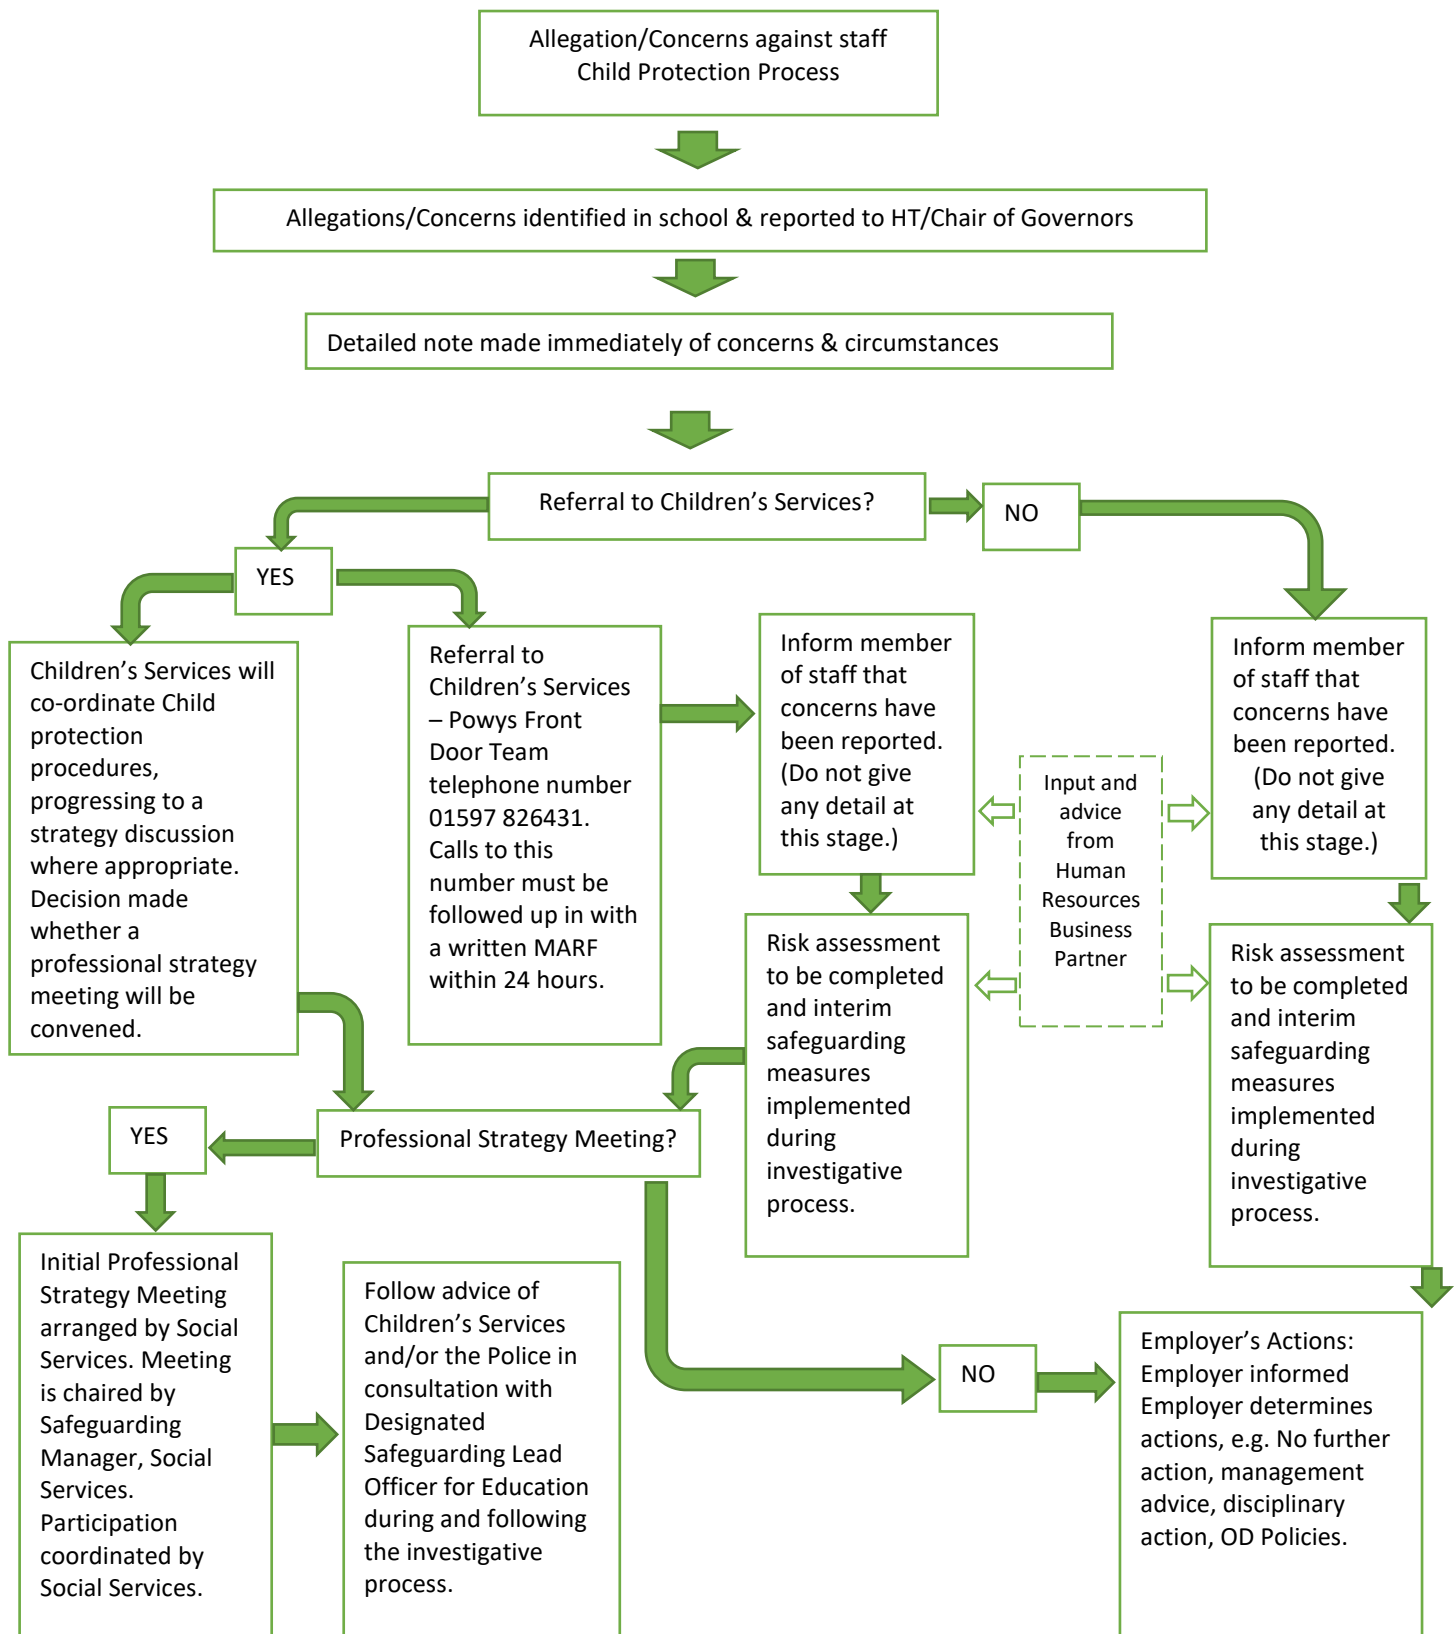 Allegation/Concerns against staff
Child Protection Process
Allegations/Concerns identified in school & reported to HT/Chair of Governors
Detailed note made immediately of concerns & circumstances
Referral to Children’s Services?
NO
YES
Children’s Services will
co-ordinate Child
protection
procedures,
progressing to a
strategy discussion
where appropriate.
Decision made
whether a
professional strategy
meeting will be
convened.
Referral to
Children’s Services
– Powys Front
Door Team
telephone number
01597 826431.
Calls to this
number must be
followed up in with
a written MARF
within 24 hours.
Inform member
of staff that
concerns have
been reported.
(Do not give
any detail at
this stage.)
Input and
advice
from
Human
Resources
Business
Partner
Inform member
of staff that
concerns have
been reported.
(Do not give
any detail at
this stage.)
Risk assessment
to be completed
and interim
safeguarding
measures
implemented
during
investigative
process.
Risk assessment
to be completed
and interim
safeguarding
measures
implemented
during
investigative
process.
YES
Professional Strategy Meeting?
Initial Professional
Strategy Meeting
arranged by Social
Services. Meeting
is chaired by
Safeguarding
Manager, Social
Services.
Participation
coordinated by
Social Services.
Follow advice of
Children’s Services
and/or the Police in
consultation with
Designated
Safeguarding Lead
Officer for Education
during and following
the investigative
process.
NO
Employer’s Actions:
Employer informed
Employer determines
actions, e.g. No further
action, management
advice, disciplinary
action, OD Policies.